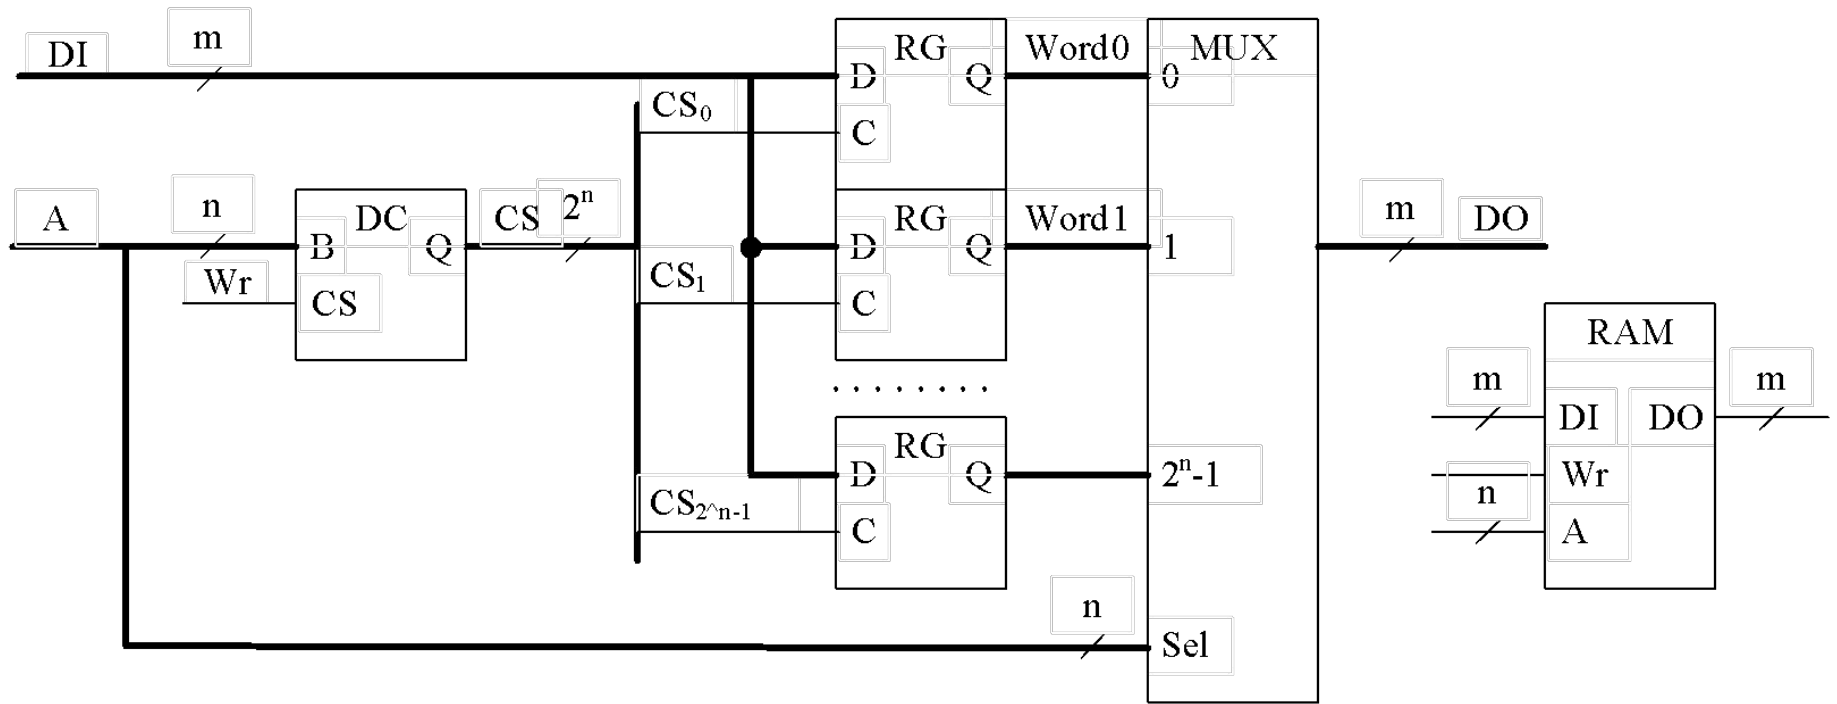 DI m
RG Word0 MUX
D Q 0
CS₀
C
A n DC CS 2ⁿ
B Q
Wr
CS
RG Word1
D Q 1
CS₁
C
m DO
. . . . . . . .
RG
D Q 2ⁿ-1
CS₂^ₙ₋₁
C
n
Sel
RAM
m m
DI DO
Wr
n
A